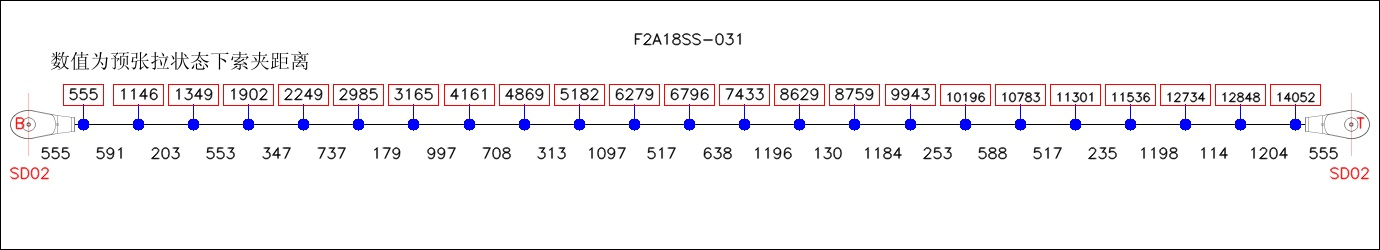 F2A18SS-031
数值为预张拉状态下索夹距离
555 1146 1349 1902 2249 2985 3165 4161 4869 5182 6279 6796 7433 8629 8759 9943 10196 10783 11301 11536 12734 12848 14052
B T
555 591 203 553 347 737 179 997 708 313 1097 517 638 1196 130 1184 253 588 517 235 1198 114 1204 555
SD02 SD02